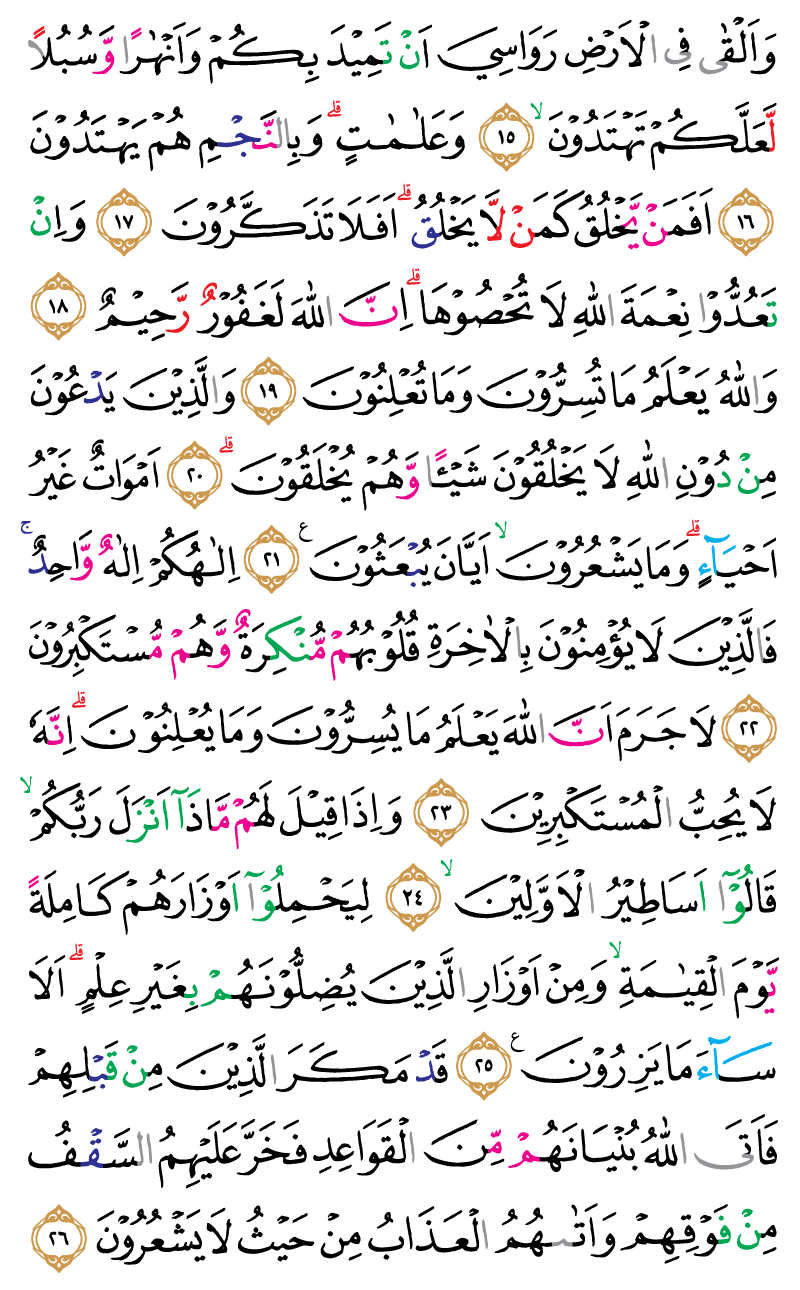 وَاَلْقٰى فِى الْاَرْضِ رَوَاسِيَ اَنْ تَمِيْدَ بِكُمْ وَاَنْهٰرًا وَّسُبُلًا
لَّعَلَّكُمْ تَهْتَدُوْنَ ۙ ١٥ وَعَلٰمٰتٍۗ وَبِالنَّجْمِ هُمْ يَهْتَدُوْنَ
١٦ اَفَمَنْ يَّخْلُقُ كَمَنْ لَّا يَخْلُقُۗ اَفَلَا تَذَكَّرُوْنَ ١٧ وَاِنْ
تَعُدُّوْا نِعْمَةَ اللّٰهِ لَا تُحْصُوْهَاۗ اِنَّ اللّٰهَ لَغَفُوْرٌ رَّحِيْمٌ ١٨
وَاللّٰهُ يَعْلَمُ مَا تُسِرُّوْنَ وَمَا تُعْلِنُوْنَ ١٩ وَالَّذِيْنَ يَدْعُوْنَ
مِنْ دُوْنِ اللّٰهِ لَا يَخْلُقُوْنَ شَيْـًٔا وَّهُمْ يُخْلَقُوْنَۗ ٢٠ اَمْوَاتٌ غَيْرُ
اَحْيَاۤءٍۗ وَمَا يَشْعُرُوْنَۙ اَيَّانَ يُبْعَثُوْنَ ࣖ ٢١ اِلٰهُكُمْ اِلٰهٌ وَّاحِدٌۚ
فَالَّذِيْنَ لَا يُؤْمِنُوْنَ بِالْاٰخِرَةِ قُلُوْبُهُمْ مُّنْكِرَةٌ وَّهُمْ مُّسْتَكْبِرُوْنَ
٢٢ لَا جَرَمَ اَنَّ اللّٰهَ يَعْلَمُ مَا يُسِرُّوْنَ وَمَا يُعْلِنُوْنَۗ اِنَّهٗ
لَا يُحِبُّ الْمُسْتَكْبِرِيْنَ ٢٣ وَاِذَا قِيْلَ لَهُمْ مَّاذَآ اَنْزَلَ رَبُّكُمْۙ
قَالُوْٓا اَسَاطِيْرُ الْاَوَّلِيْنَۙ ٢٤ لِيَحْمِلُوْٓا اَوْزَارَهُمْ كَامِلَةً
يَّوْمَ الْقِيٰمَةِۙ وَمِنْ اَوْزَارِ الَّذِيْنَ يُضِلُّوْنَهُمْ بِغَيْرِ عِلْمٍۗ اَلَا
سَاۤءَ مَا يَزِرُوْنَ ࣖ ٢٥ قَدْ مَكَرَ الَّذِيْنَ مِنْ قَبْلِهِمْ
فَاَتَى اللّٰهُ بُنْيَانَهُمْ مِّنَ الْقَوَاعِدِ فَخَرَّ عَلَيْهِمُ السَّقْفُ
مِنْ فَوْقِهِمْ وَاَتٰىهُمُ الْعَذَابُ مِنْ حَيْثُ لَا يَشْعُرُوْنَ ٢٦